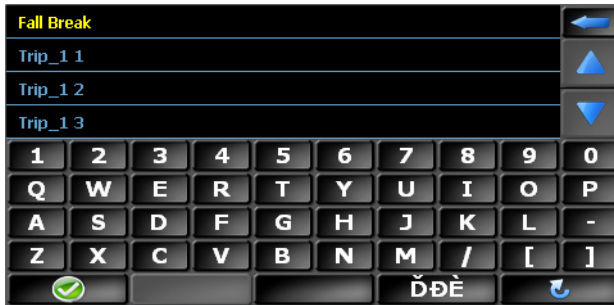 Fall Break
Trip_1 1
Trip_1 2
Trip_1 3
1 2 3 4 5 6 7 8 9 0
Q W E R T Y U I O P
A S D F G H J K L -
Z X C V B N M / [ ]
ĎĐÈ